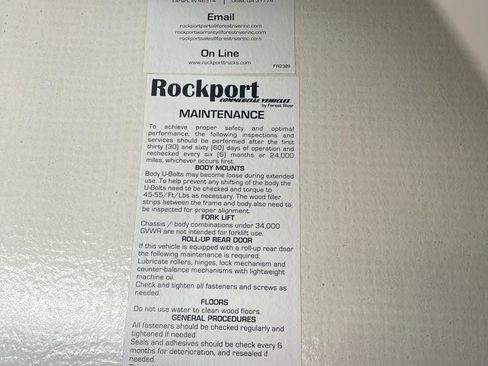 Email
rockportparts@forestriverinc.com
rockportwarranty@forestriverinc.com
rockportsales@forestriverinc.com
On Line
www.rockporttrucks.com
FR2389
Rockport
COMMERCIAL VEHICLES
by Forest River
MAINTENANCE
To achieve proper safety and optimal
performance, the following inspections and
services should be performed after the first
thirty (30) and sixty (60) days of operation and
rechecked every six (6) months or 24,000
miles, whichever occurs first.
BODY MOUNTS
Body U-Bolts may become loose during extended
use. To help prevent any shifting of the body the
U-Bolts need to be checked and torque to
45-55/Ft/Lbs as necessary. The wood filler
strips between the frame and body also need to
be inspected for proper alignment.
FORK LIFT
Chassis / body combinations under 34,000
GVWR are not intended for forklift use.
ROLL-UP REAR DOOR
If this vehicle is equipped with a roll-up rear door
the following maintenance is required;
Lubricate rollers, hinges, lock mechanism and
counter-balance mechanisms with lightweight
machine oil.
Check and tighten all fasteners and screws as
needed.
FLOORS
Do not use water to clean wood floors.
GENERAL PROCEDURES
All fasteners should be checked regularly and
tightened if needed.
Seals and adhesives should be check every 6
months for deterioration, and resealed if
needed.